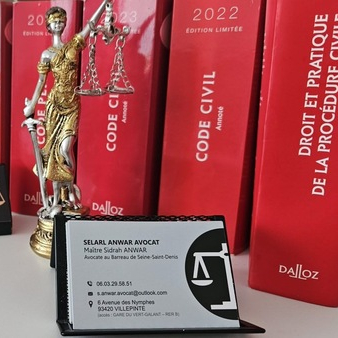 2023
ÉDITION LIMITÉE
CODE CIVIL
Annoté
DALLOZ
2022
ÉDITION LIMITÉE
CODE CIVIL
Annoté
DROIT ET PRATIQUE
DE LA PROCÉDURE CIVILE
DALLOZ
DALLOZ
CODE
SELARL ANWAR AVOCAT
Maître Sidrah ANWAR
Avocate au Barreau de Seine-Saint-Denis
06.03.29.58.51
s.anwar.avocat@outlook.com
6 Avenue des Nymphes
93420 VILLEPINTE